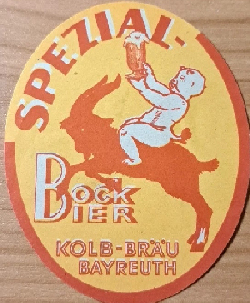 SPEZIAL-
BOCK
BIER
KOLB-BRÄU
BAYREUTH